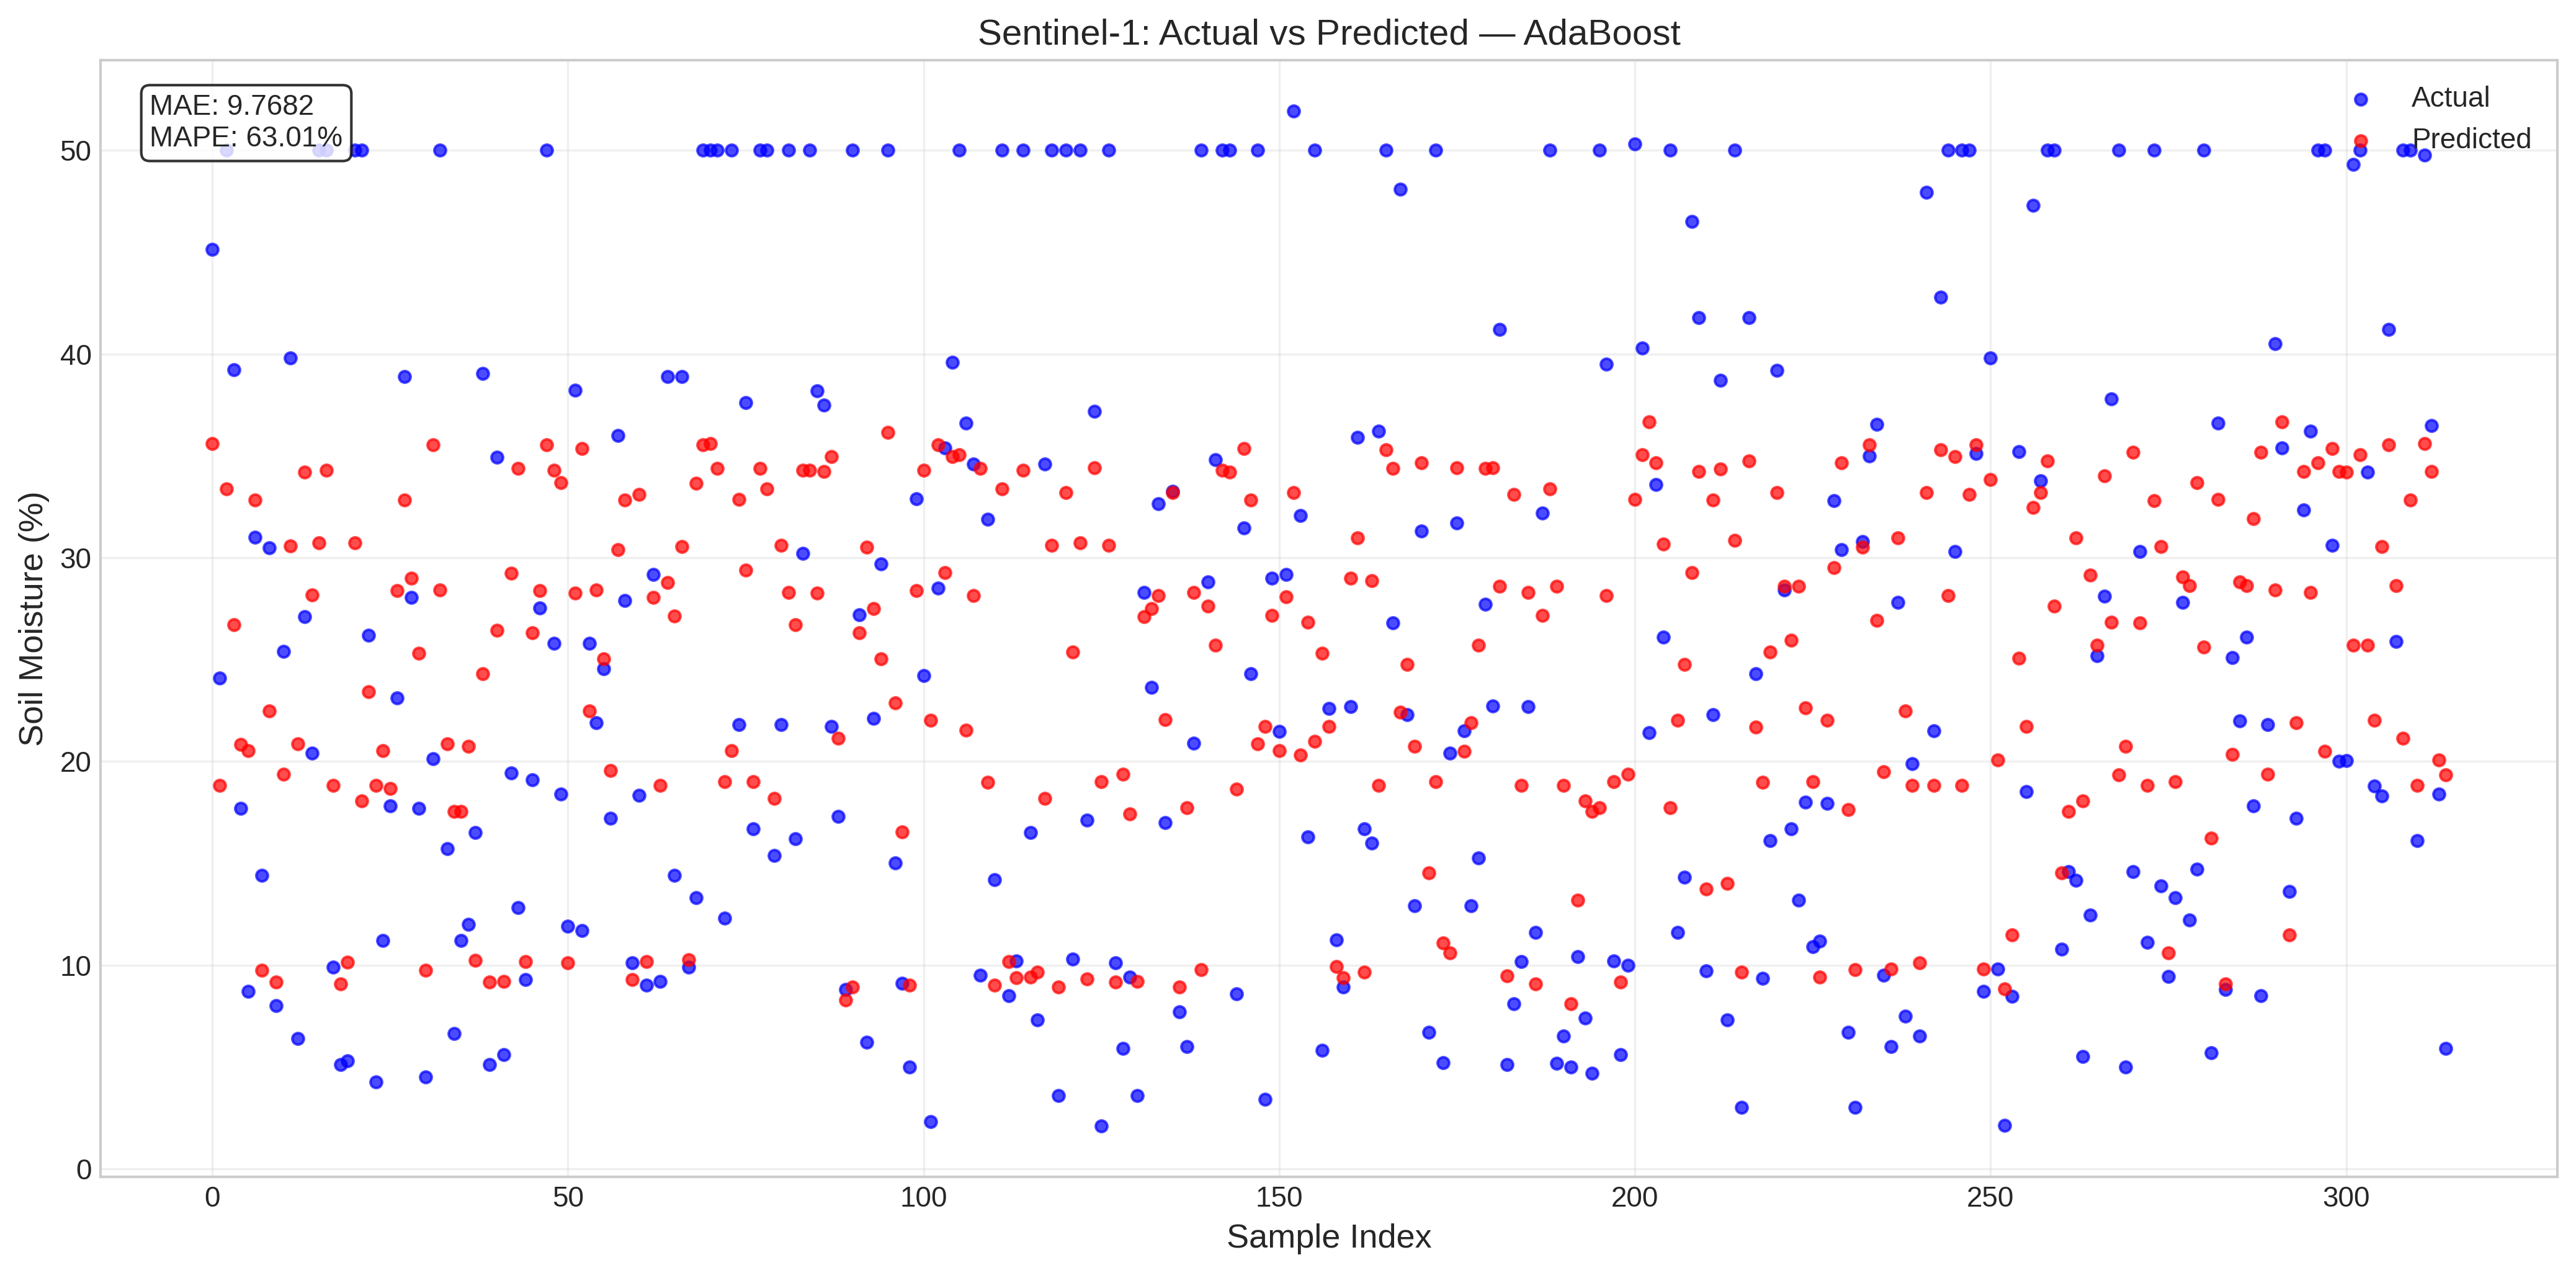 Sentinel-1: Actual vs Predicted — AdaBoost
MAE: 9.7682
MAPE: 63.01%
Actual
Predicted
Soil Moisture (%)
50
40
30
20
10
0
0 50 100 150 200 250 300
Sample Index